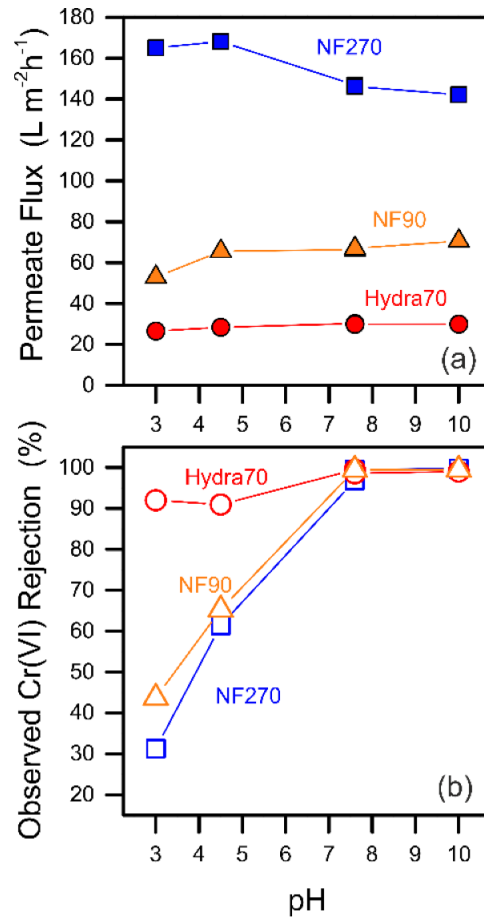 180
160
140
120
100
80
60
40
20
0
Permeate Flux (L m⁻²h⁻¹)
NF270
NF90
Hydra70
(a)
3 4 5 6 7 8 9 10
100
90
80
70
60
50
40
30
20
Observed Cr(VI) Rejection (%)
Hydra70
NF90
NF270
(b)
3 4 5 6 7 8 9 10
pH